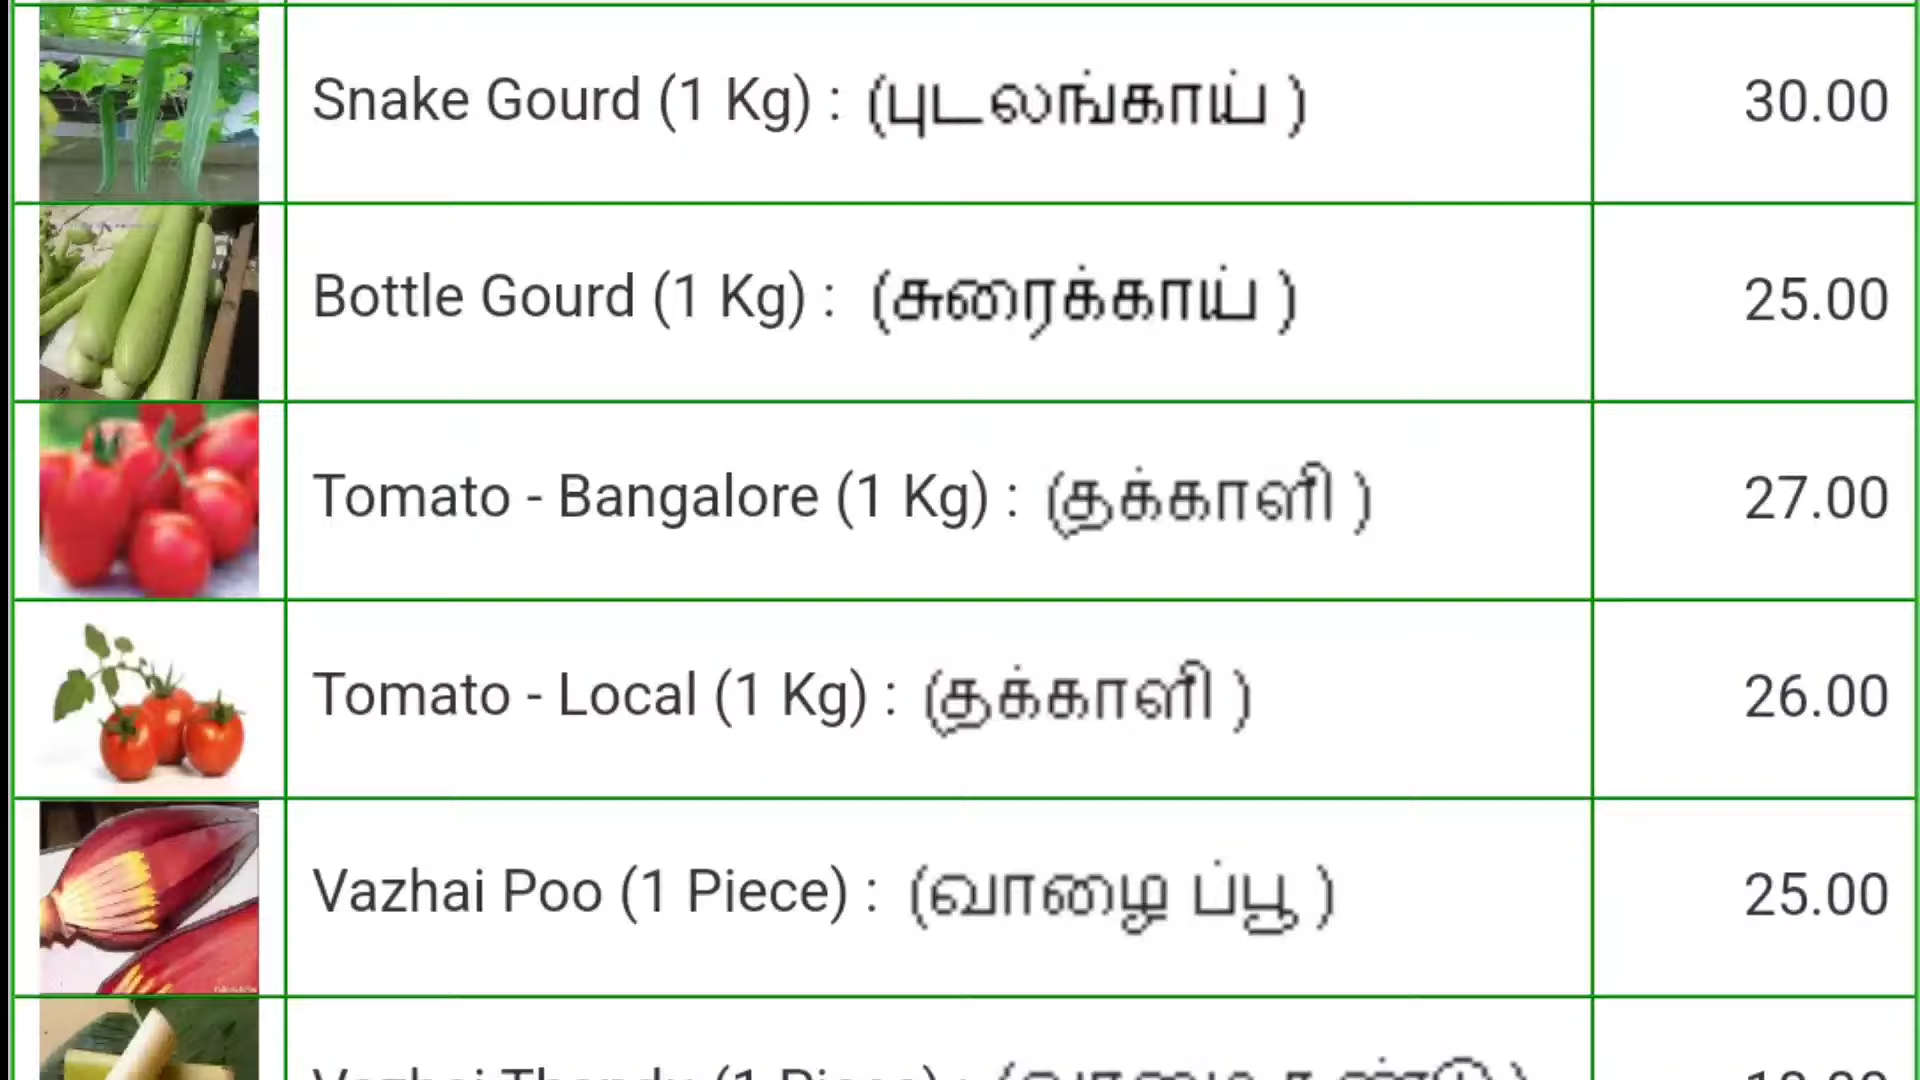 Snake Gourd (1 Kg) : (புடலங்காய் ) 30.00
Bottle Gourd (1 Kg) : (சுரைக்காய் ) 25.00
Tomato - Bangalore (1 Kg) : (தக்காளி ) 27.00
Tomato - Local (1 Kg) : (தக்காளி ) 26.00
Vazhai Poo (1 Piece) : (வாழை ப்பூ ) 25.00